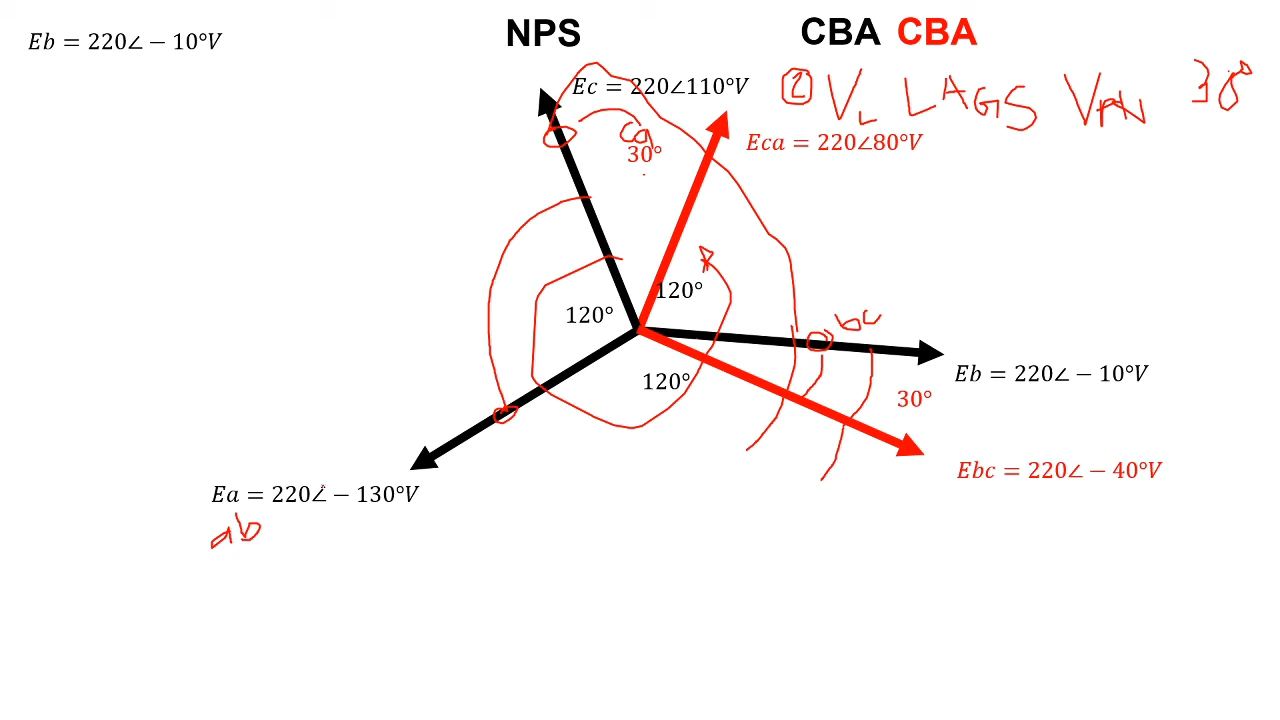 NPS
CBA CBA
Eb = 220∠ − 10°V
Ec = 220∠110°V
② VL LAGS VPN 30°
Eca = 220∠80°V
ca
30°
120°
120°
bc
120°
Eb = 220∠ − 10°V
30°
Ebc = 220∠ − 40°V
Ea = 220∠ − 130°V
ab